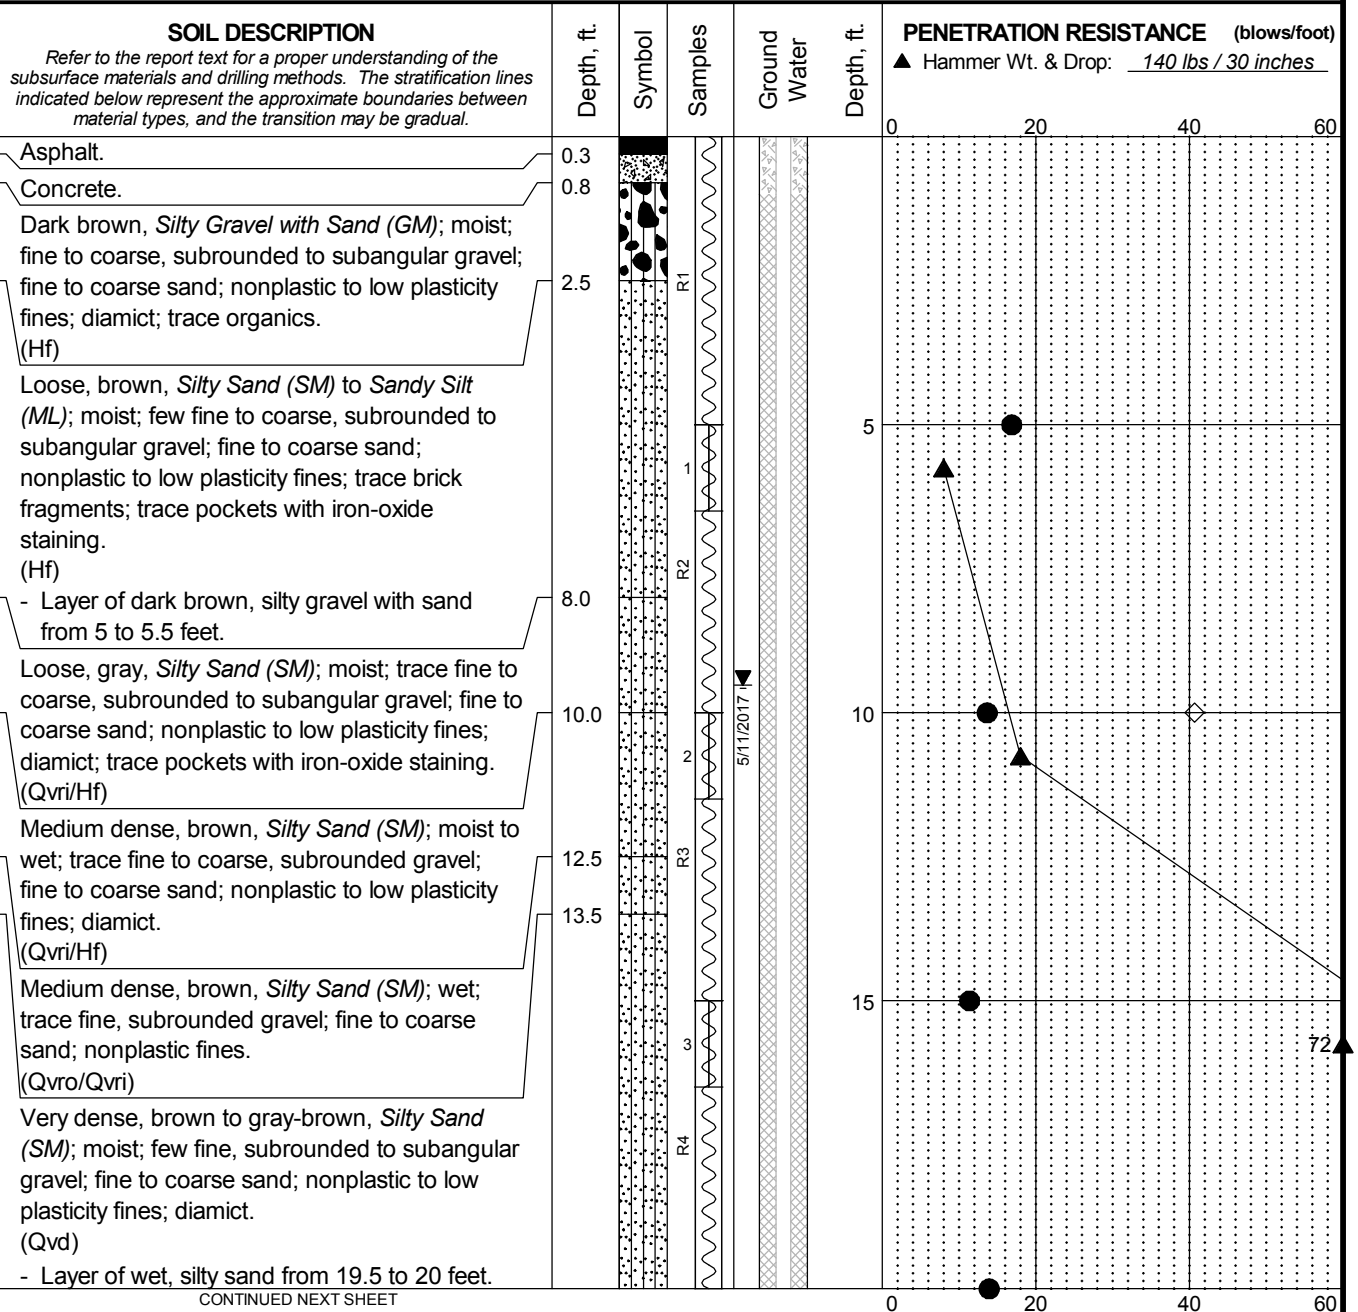 SOIL DESCRIPTION
Refer to the report text for a proper understanding of the
subsurface materials and drilling methods. The stratification lines
indicated below represent the approximate boundaries between
material types, and the transition may be gradual.
Depth, ft.
Symbol
Samples
Ground
Water
Depth, ft.
PENETRATION RESISTANCE (blows/foot)
▲ Hammer Wt. & Drop: 140 lbs / 30 inches
0 20 40 60
Asphalt.
0.3
Concrete.
0.8
Dark brown, Silty Gravel with Sand (GM); moist;
fine to coarse, subrounded to subangular gravel;
fine to coarse sand; nonplastic to low plasticity
fines; diamict; trace organics.
(Hf)
2.5
R1
Loose, brown, Silty Sand (SM) to Sandy Silt
(ML); moist; few fine to coarse, subrounded to
subangular gravel; fine to coarse sand;
nonplastic to low plasticity fines; trace brick
fragments; trace pockets with iron-oxide
staining.
(Hf)
- Layer of dark brown, silty gravel with sand
from 5 to 5.5 feet.
5
1
R2
8.0
Loose, gray, Silty Sand (SM); moist; trace fine to
coarse, subrounded to subangular gravel; fine to
coarse sand; nonplastic to low plasticity fines;
diamict; trace pockets with iron-oxide staining.
(Qvri/Hf)
10.0
2
5/11/2017
10
Medium dense, brown, Silty Sand (SM); moist to
wet; trace fine to coarse, subrounded gravel;
fine to coarse sand; nonplastic to low plasticity
fines; diamict.
(Qvri/Hf)
12.5
R3
13.5
Medium dense, brown, Silty Sand (SM); wet;
trace fine, subrounded gravel; fine to coarse
sand; nonplastic fines.
(Qvro/Qvri)
15
3
72
Very dense, brown to gray-brown, Silty Sand
(SM); moist; few fine, subrounded to subangular
gravel; fine to coarse sand; nonplastic to low
plasticity fines; diamict.
(Qvd)
- Layer of wet, silty sand from 19.5 to 20 feet.
R4
CONTINUED NEXT SHEET
0 20 40 60